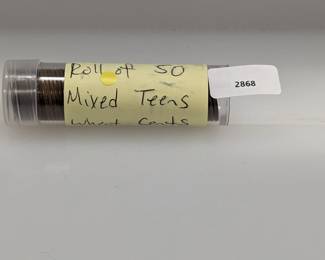 Roll of 50
Mixed Teens
Wheat Cents
2868